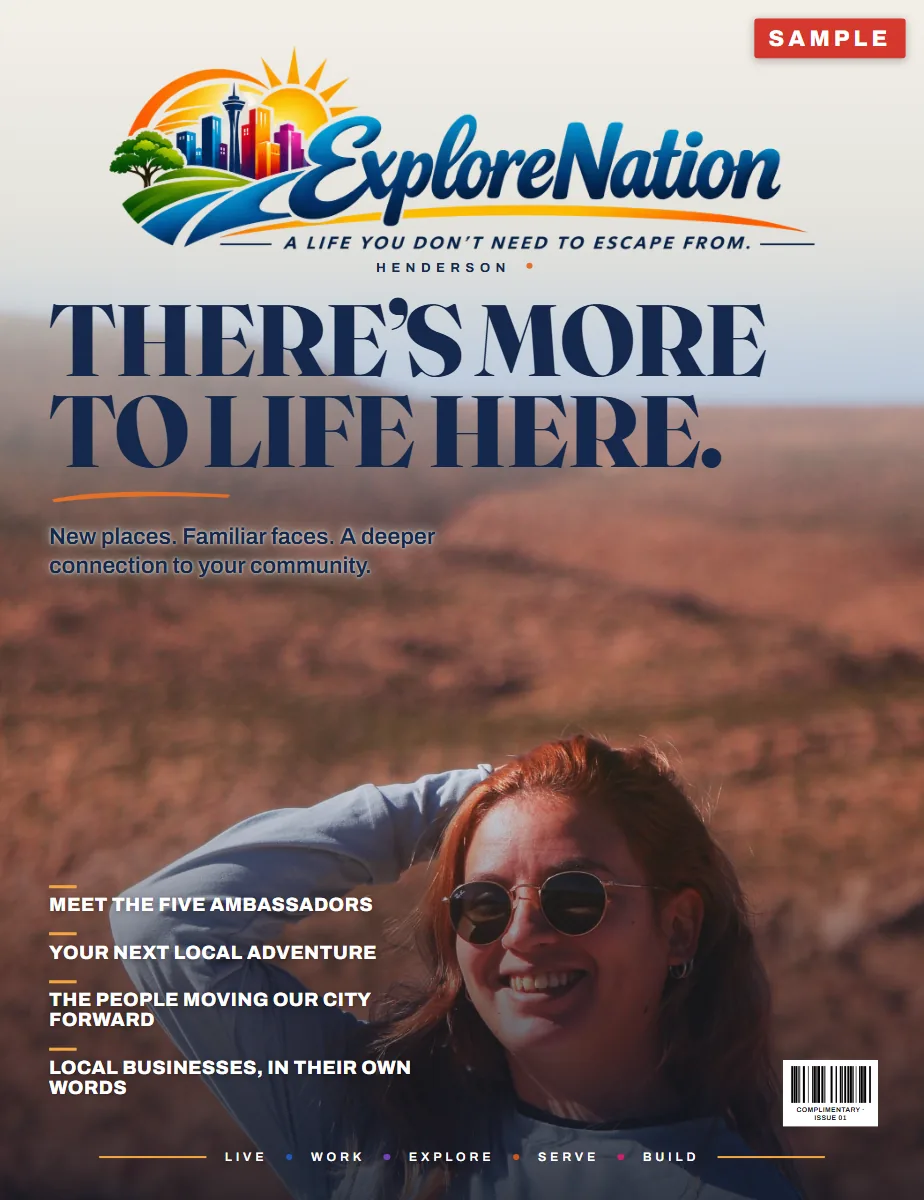 SAMPLE
ExploreNation
A LIFE YOU DON'T NEED TO ESCAPE FROM.
HENDERSON •
THERE'S MORE
TO LIFE HERE.
New places. Familiar faces. A deeper
connection to your community.
MEET THE FIVE AMBASSADORS
YOUR NEXT LOCAL ADVENTURE
THE PEOPLE MOVING OUR CITY
FORWARD
LOCAL BUSINESSES, IN THEIR OWN
WORDS
COMPLIMENTARY ·
ISSUE 01
LIVE • WORK • EXPLORE • SERVE • BUILD